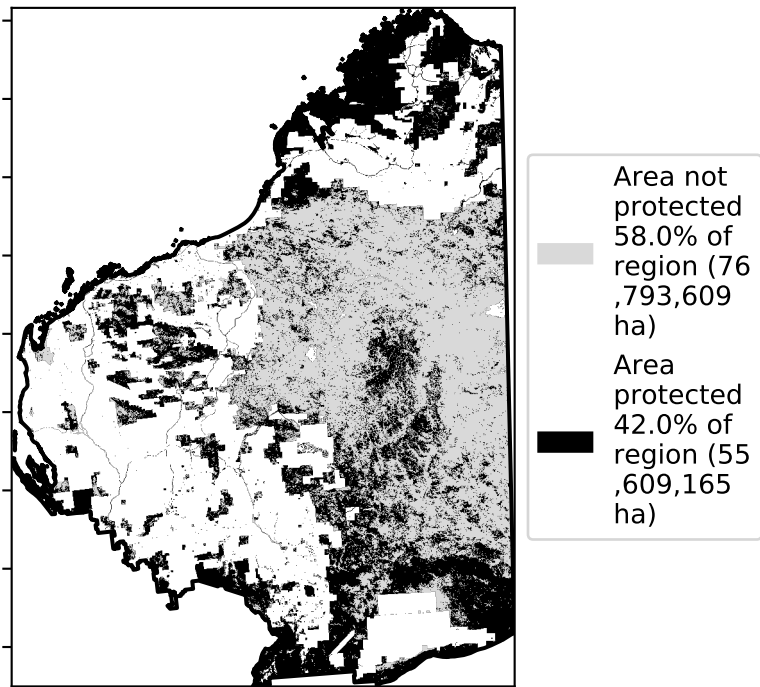 Area not
protected
58.0% of
region (76
,793,609
ha)
Area
protected
42.0% of
region (55
,609,165
ha)